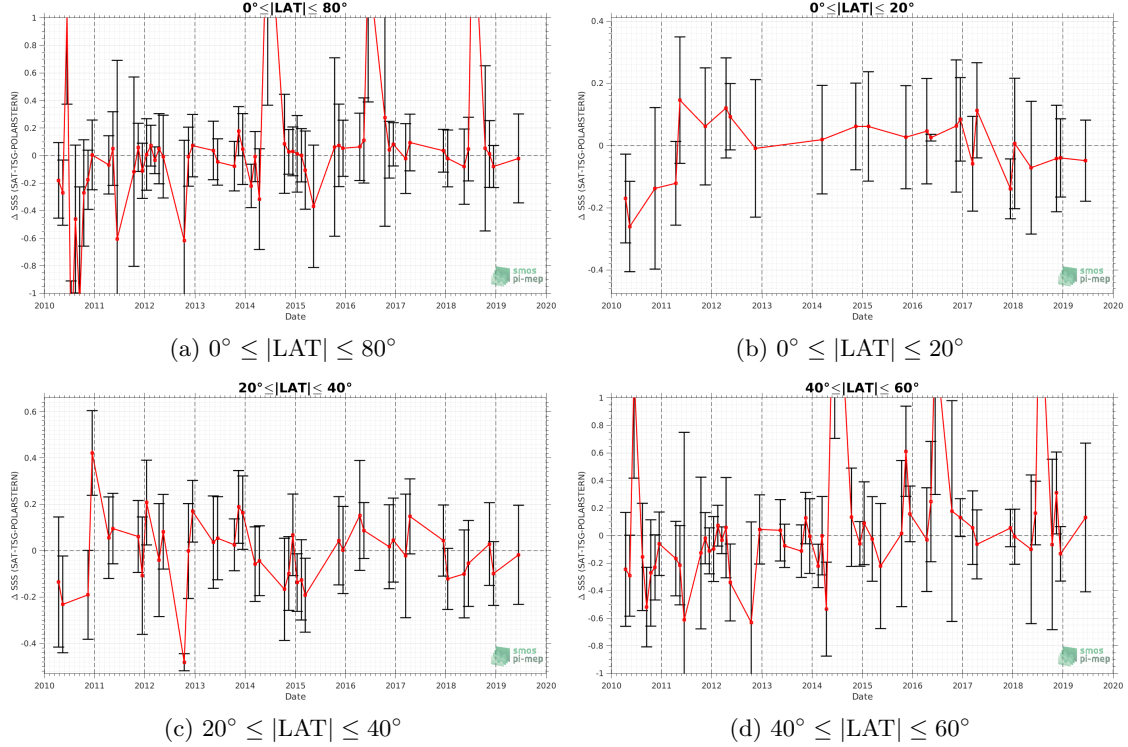 0°≤|LAT|≤ 80°
1
0.8
0.6
0.4
0.2
0
-0.2
-0.4
-0.6
-0.8
-1
Δ SSS (SAT-TSG-POLARSTERN)
2010 2011 2012 2013 2014 2015 2016 2017 2018 2019 2020
Date
smos
pi-mep
(a) 0° ≤ |LAT| ≤ 80°
0°≤|LAT|≤ 20°
0.4
0.2
0
-0.2
-0.4
Δ SSS (SAT-TSG-POLARSTERN)
2010 2011 2012 2013 2014 2015 2016 2017 2018 2019 2020
Date
smos
pi-mep
(b) 0° ≤ |LAT| ≤ 20°
20°≤|LAT|≤ 40°
0.6
0.4
0.2
0
-0.2
-0.4
Δ SSS (SAT-TSG-POLARSTERN)
2010 2011 2012 2013 2014 2015 2016 2017 2018 2019 2020
Date
smos
pi-mep
(c) 20° ≤ |LAT| ≤ 40°
40°≤|LAT|≤ 60°
1
0.8
0.6
0.4
0.2
0
-0.2
-0.4
-0.6
-0.8
-1
Δ SSS (SAT-TSG-POLARSTERN)
2010 2011 2012 2013 2014 2015 2016 2017 2018 2019 2020
Date
smos
pi-mep
(d) 40° ≤ |LAT| ≤ 60°